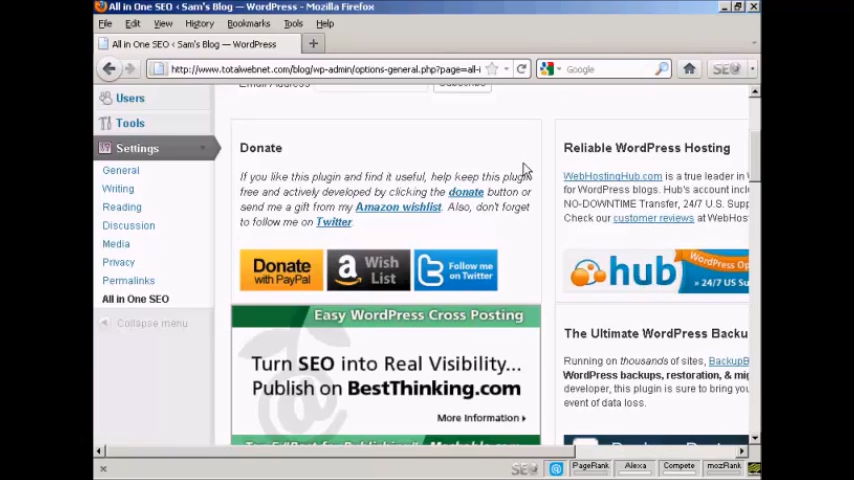 All in One SEO ‹ Sam's Blog — WordPress - Mozilla Firefox
File Edit View History Bookmarks Tools Help
All in One SEO ‹ Sam's Blog — WordPress
http://www.totalwebnet.com/blog/wp-admin/options-general.php?page=all-i
Google
SEO
Users
Tools
Settings
General
Writing
Reading
Discussion
Media
Privacy
Permalinks
All in One SEO
Collapse menu
Email Address
Subscribe
Donate
If you like this plugin and find it useful, help keep this plugin
free and actively developed by clicking the donate button or
send me a gift from my Amazon wishlist. Also, don't forget
to follow me on Twitter.
Donate
with PayPal
Wish
List
Follow me
on Twitter
Easy WordPress Cross Posting
Turn SEO into Real Visibility...
Publish on BestThinking.com
More Information
Reliable WordPress Hosting
WebHostingHub.com is a true leader in
for WordPress blogs. Hub's account incl
NO-DOWNTIME Transfer, 24/7 U.S. Supp
Check our customer reviews at WebHos
hub
WordPress Op
» 24/7 US
The Ultimate WordPress Backu
Running on thousands of sites, BackupB
WordPress backups, restoration, & mig
developer, this plugin is sure to bring you
event of data loss.
SEO
PageRank
Alexa
Compete
mozRank